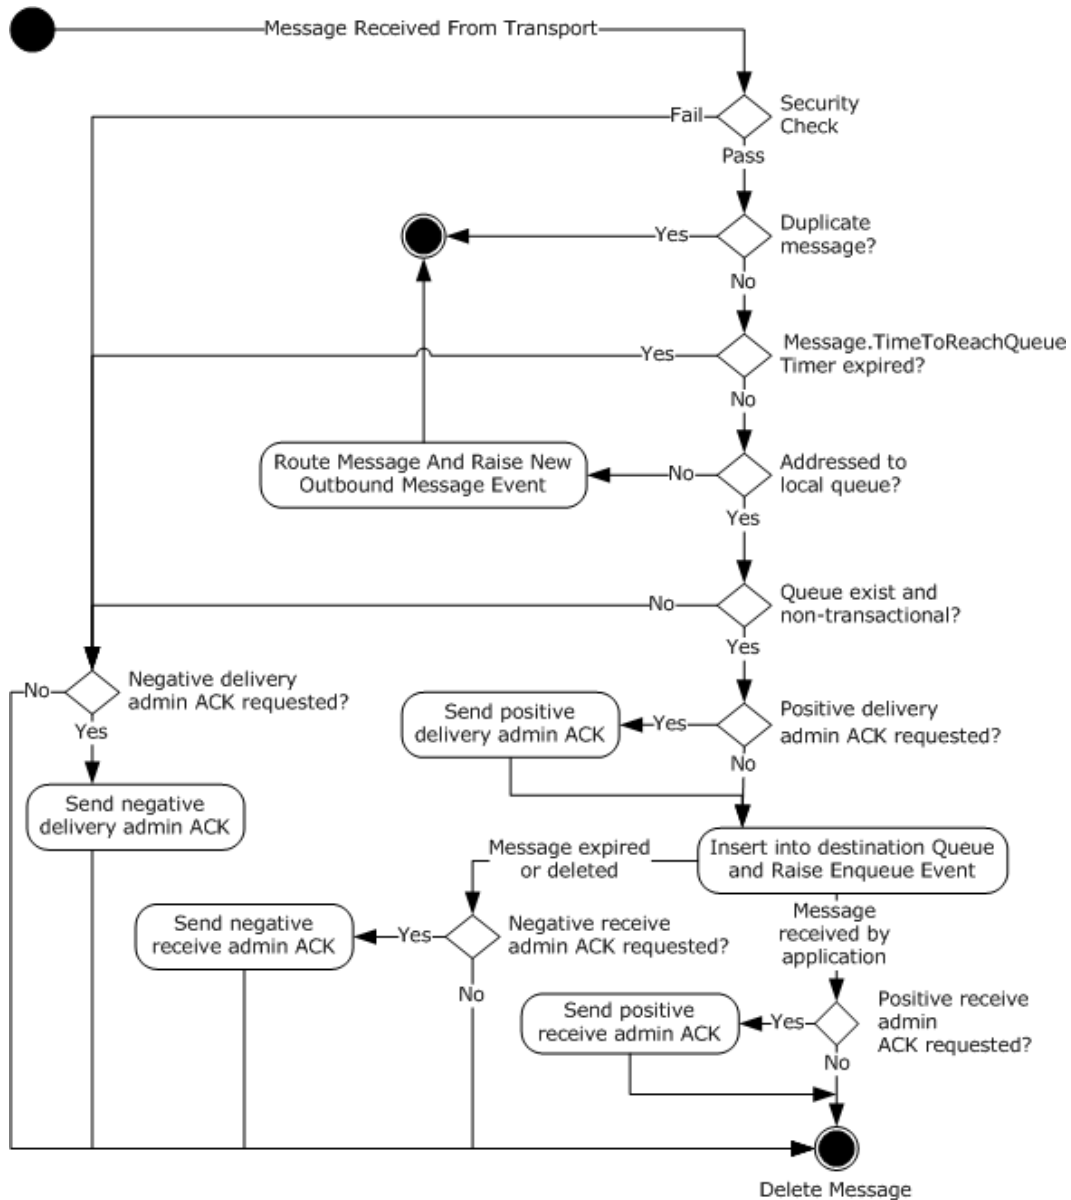 Message Received From Transport
Fail
Security
Check
Pass
Yes
Duplicate
message?
No
Yes
Message.TimeToReachQueue
Timer expired?
No
Route Message And Raise New
Outbound Message Event
No
Addressed to
local queue?
Yes
No
Queue exist and
non-transactional?
Yes
No
Negative delivery
admin ACK requested?
Yes
Send positive
delivery admin ACK
Yes
Positive delivery
admin ACK requested?
No
Send negative
delivery admin ACK
Message expired
or deleted
Insert into destination Queue
and Raise Enqueue Event
Send negative
receive admin ACK
Yes
Negative receive
admin ACK requested?
No
Message
received by
application
Send positive
receive admin ACK
Yes
Positive receive
admin
ACK requested?
No
Delete Message